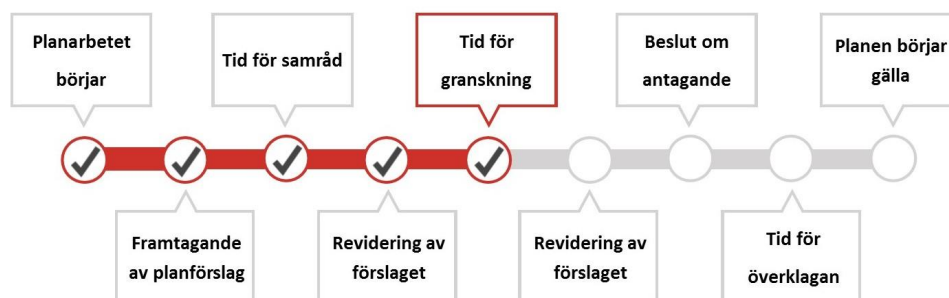 Planarbetet
börjar
Tid för samråd
Tid för
granskning
Beslut om
antagande
Planen börjar
gälla
Framtagande
av planförslag
Revidering av
förslaget
Revidering av
förslaget
Tid för
överklagan